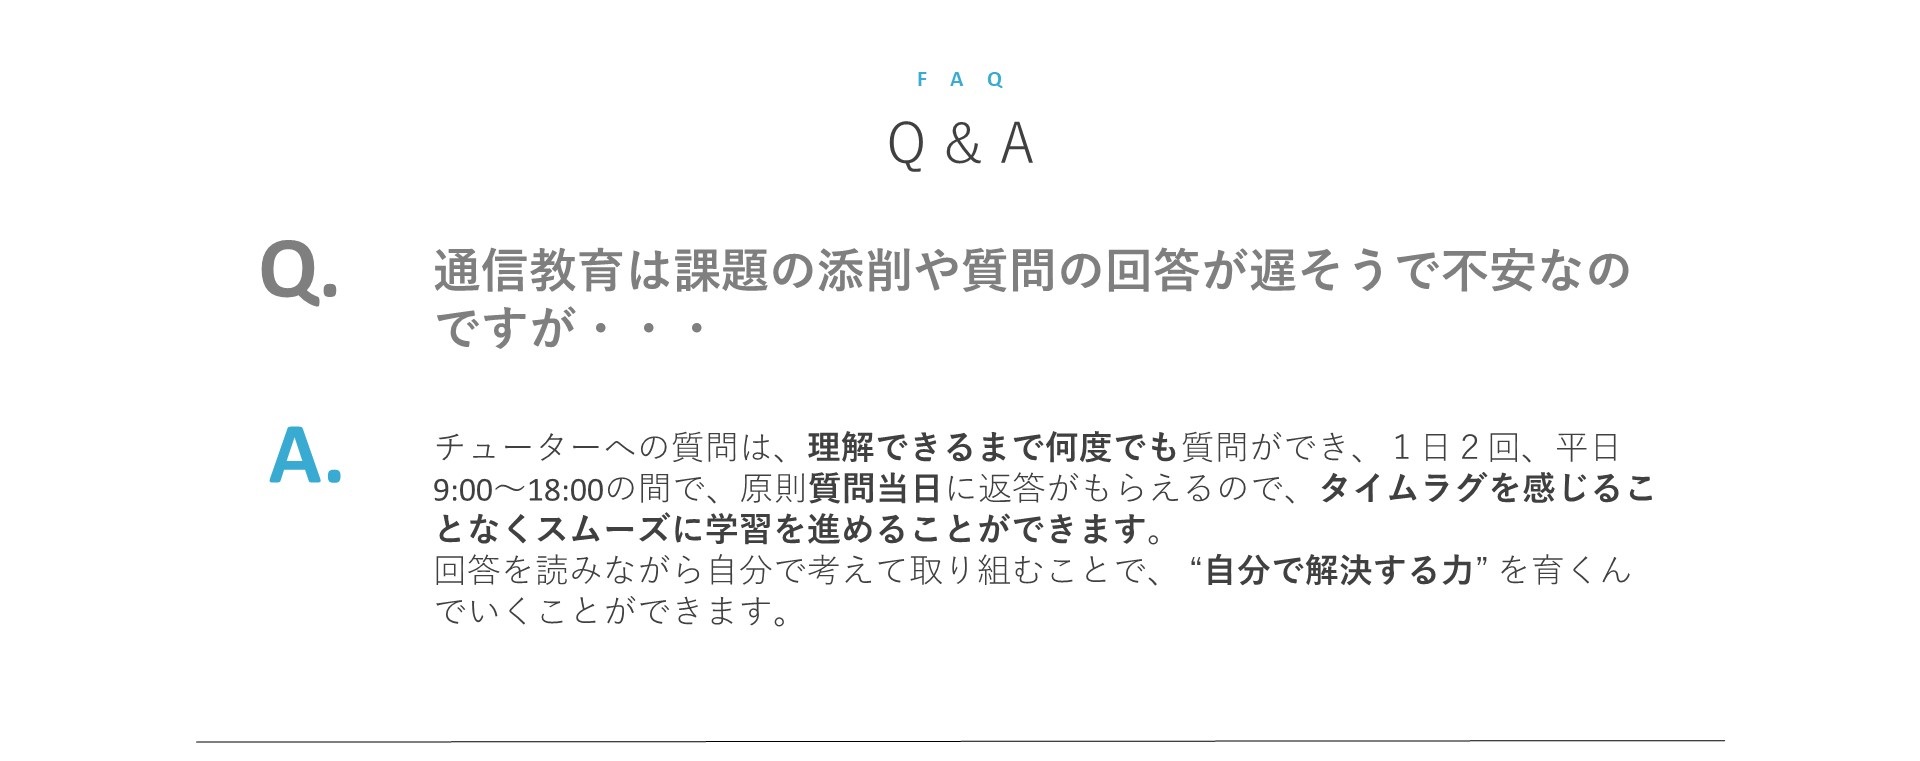 F A Q
Q & A
Q.
通信教育は課題の添削や質問の回答が遅そうで不安なの
ですが・・・
A.
チューターへの質問は、理解できるまで何度でも質問ができ、１日２回、平日
9:00～18:00の間で、原則質問当日に返答がもらえるので、タイムラグを感じるこ
となくスムーズに学習を進めることができます。
回答を読みながら自分で考えて取り組むことで、“自分で解決する力” を育くん
でいくことができます。